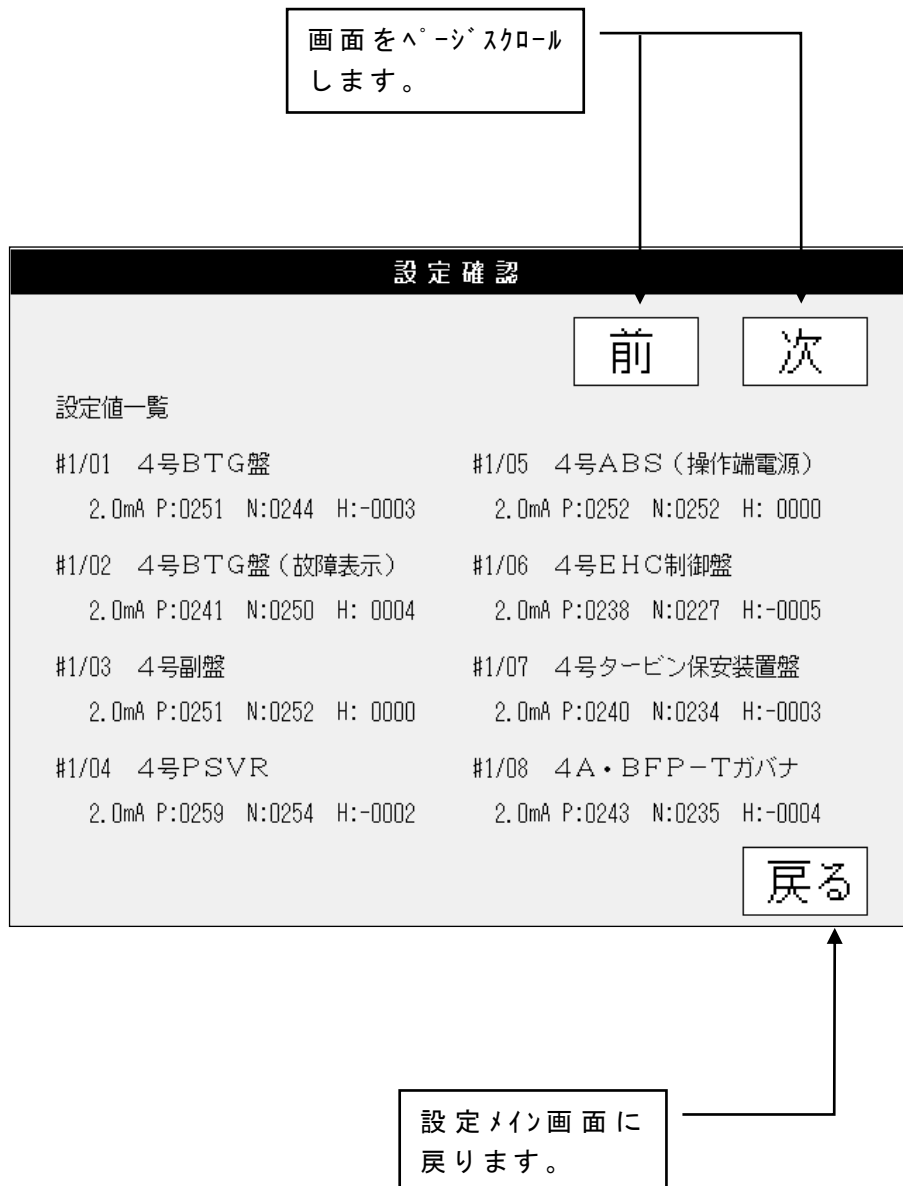 画面をﾍﾟｰｼﾞｽｸﾛｰﾙ
します。
設定確認
前 次
設定値一覧
#1/01 4号BTG盤
2.0mA P:0251 N:0244 H:-0003
#1/02 4号BTG盤(故障表示)
2.0mA P:0241 N:0250 H: 0004
#1/03 4号副盤
2.0mA P:0251 N:0252 H: 0000
#1/04 4号PSVR
2.0mA P:0259 N:0254 H:-0002
#1/05 4号ABS(操作端電源)
2.0mA P:0252 N:0252 H: 0000
#1/06 4号EHC制御盤
2.0mA P:0238 N:0227 H:-0005
#1/07 4号タービン保安装置盤
2.0mA P:0240 N:0234 H:-0003
#1/08 4A・BFP-Tガバナ
2.0mA P:0243 N:0235 H:-0004
戻る
設定ﾒｲﾝ画面に
戻ります。